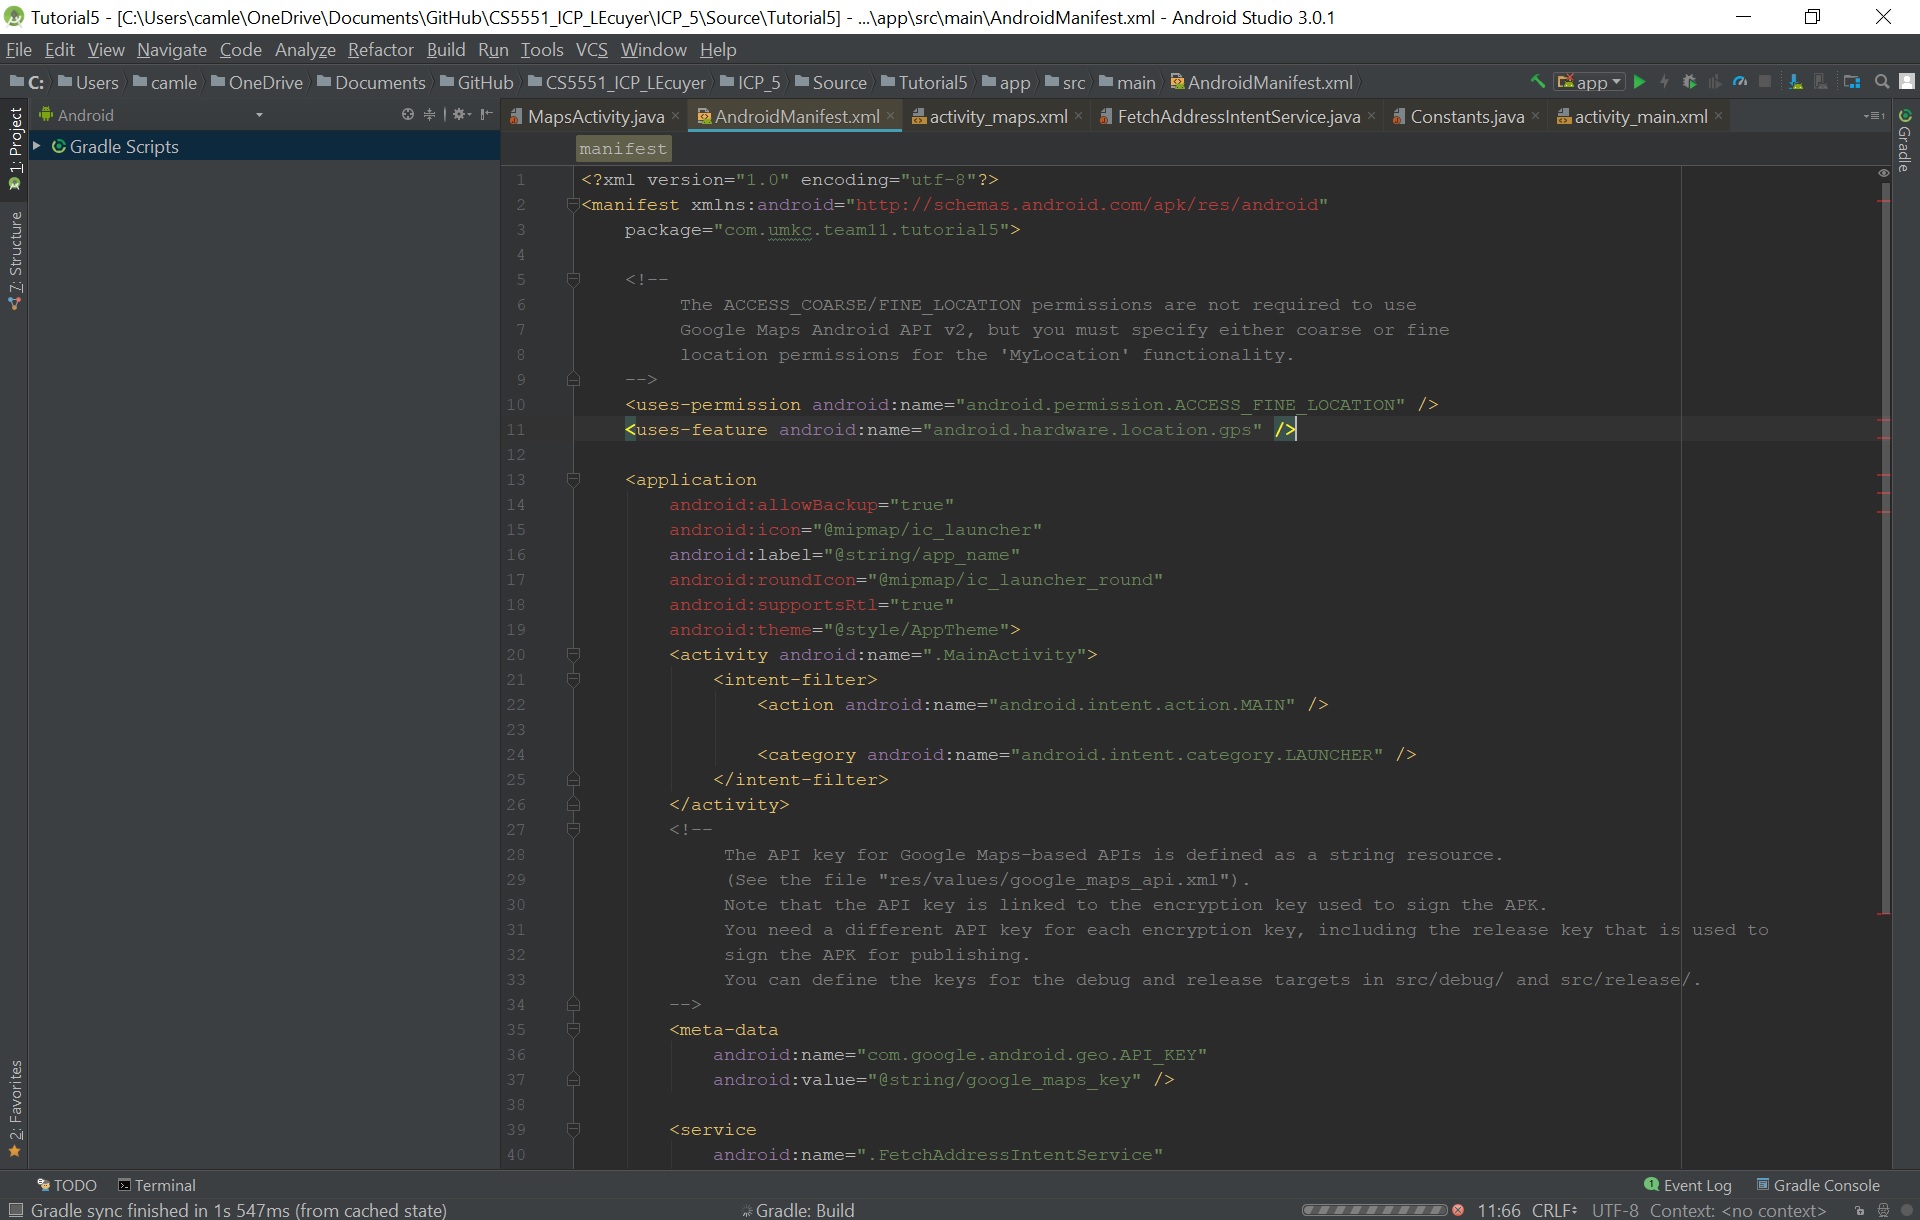 Tutorial5 - [C:\Users\camle\OneDrive\Documents\GitHub\CS5551_ICP_LEcuyer\ICP_5\Source\Tutorial5] - ...\app\src\main\AndroidManifest.xml - Android Studio 3.0.1
File Edit View Navigate Code Analyze Refactor Build Run Tools VCS Window Help
C: Users camle OneDrive Documents GitHub CS5551_ICP_LEcuyer ICP_5 Source Tutorial5 app src main AndroidManifest.xml app
1: Project
7: Structure
2: Favorites
Android
Gradle Scripts
MapsActivity.java AndroidManifest.xml activity_maps.xml FetchAddressIntentService.java Constants.java activity_main.xml
Gradle
manifest
1 <?xml version="1.0" encoding="utf-8"?>
2 <manifest xmlns:android="http://schemas.android.com/apk/res/android"
3 package="com.umkc.team11.tutorial5">
4
5 <!--
6 The ACCESS_COARSE/FINE_LOCATION permissions are not required to use
7 Google Maps Android API v2, but you must specify either coarse or fine
8 location permissions for the 'MyLocation' functionality.
9 -->
10 <uses-permission android:name="android.permission.ACCESS_FINE_LOCATION" />
11 <uses-feature android:name="android.hardware.location.gps" />
12
13 <application
14 android:allowBackup="true"
15 android:icon="@mipmap/ic_launcher"
16 android:label="@string/app_name"
17 android:roundIcon="@mipmap/ic_launcher_round"
18 android:supportsRtl="true"
19 android:theme="@style/AppTheme">
20 <activity android:name=".MainActivity">
21 <intent-filter>
22 <action android:name="android.intent.action.MAIN" />
23
24 <category android:name="android.intent.category.LAUNCHER" />
25 </intent-filter>
26 </activity>
27 <!--
28 The API key for Google Maps-based APIs is defined as a string resource.
29 (See the file "res/values/google_maps_api.xml").
30 Note that the API key is linked to the encryption key used to sign the APK.
31 You need a different API key for each encryption key, including the release key that is used to
32 sign the APK for publishing.
33 You can define the keys for the debug and release targets in src/debug/ and src/release/.
34 -->
35 <meta-data
36 android:name="com.google.android.geo.API_KEY"
37 android:value="@string/google_maps_key" />
38
39 <service
40 android:name=".FetchAddressIntentService"
TODO Terminal 1 Event Log Gradle Console
Gradle sync finished in 1s 547ms (from cached state) Gradle: Build 11:66 CRLF UTF-8 Context: <no context>